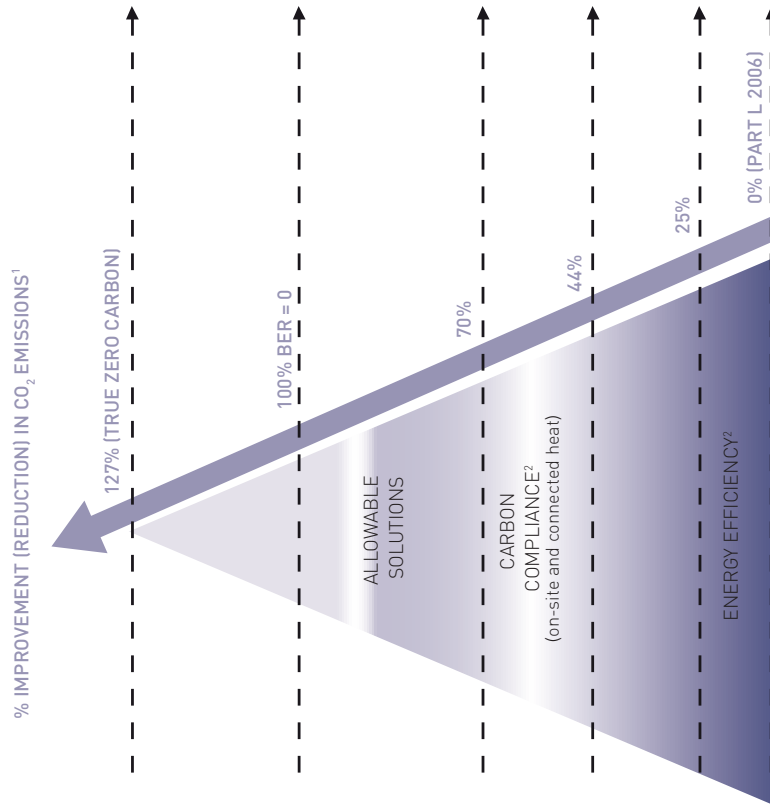 % IMPROVEMENT (REDUCTION) IN CO₂ EMISSIONS¹
127% (TRUE ZERO CARBON)
100% BER = 0
70%
44%
25%
0% (PART L 2006)
ALLOWABLE
SOLUTIONS
CARBON
COMPLIANCE²
(on-site and connected heat)
ENERGY EFFICIENCY²